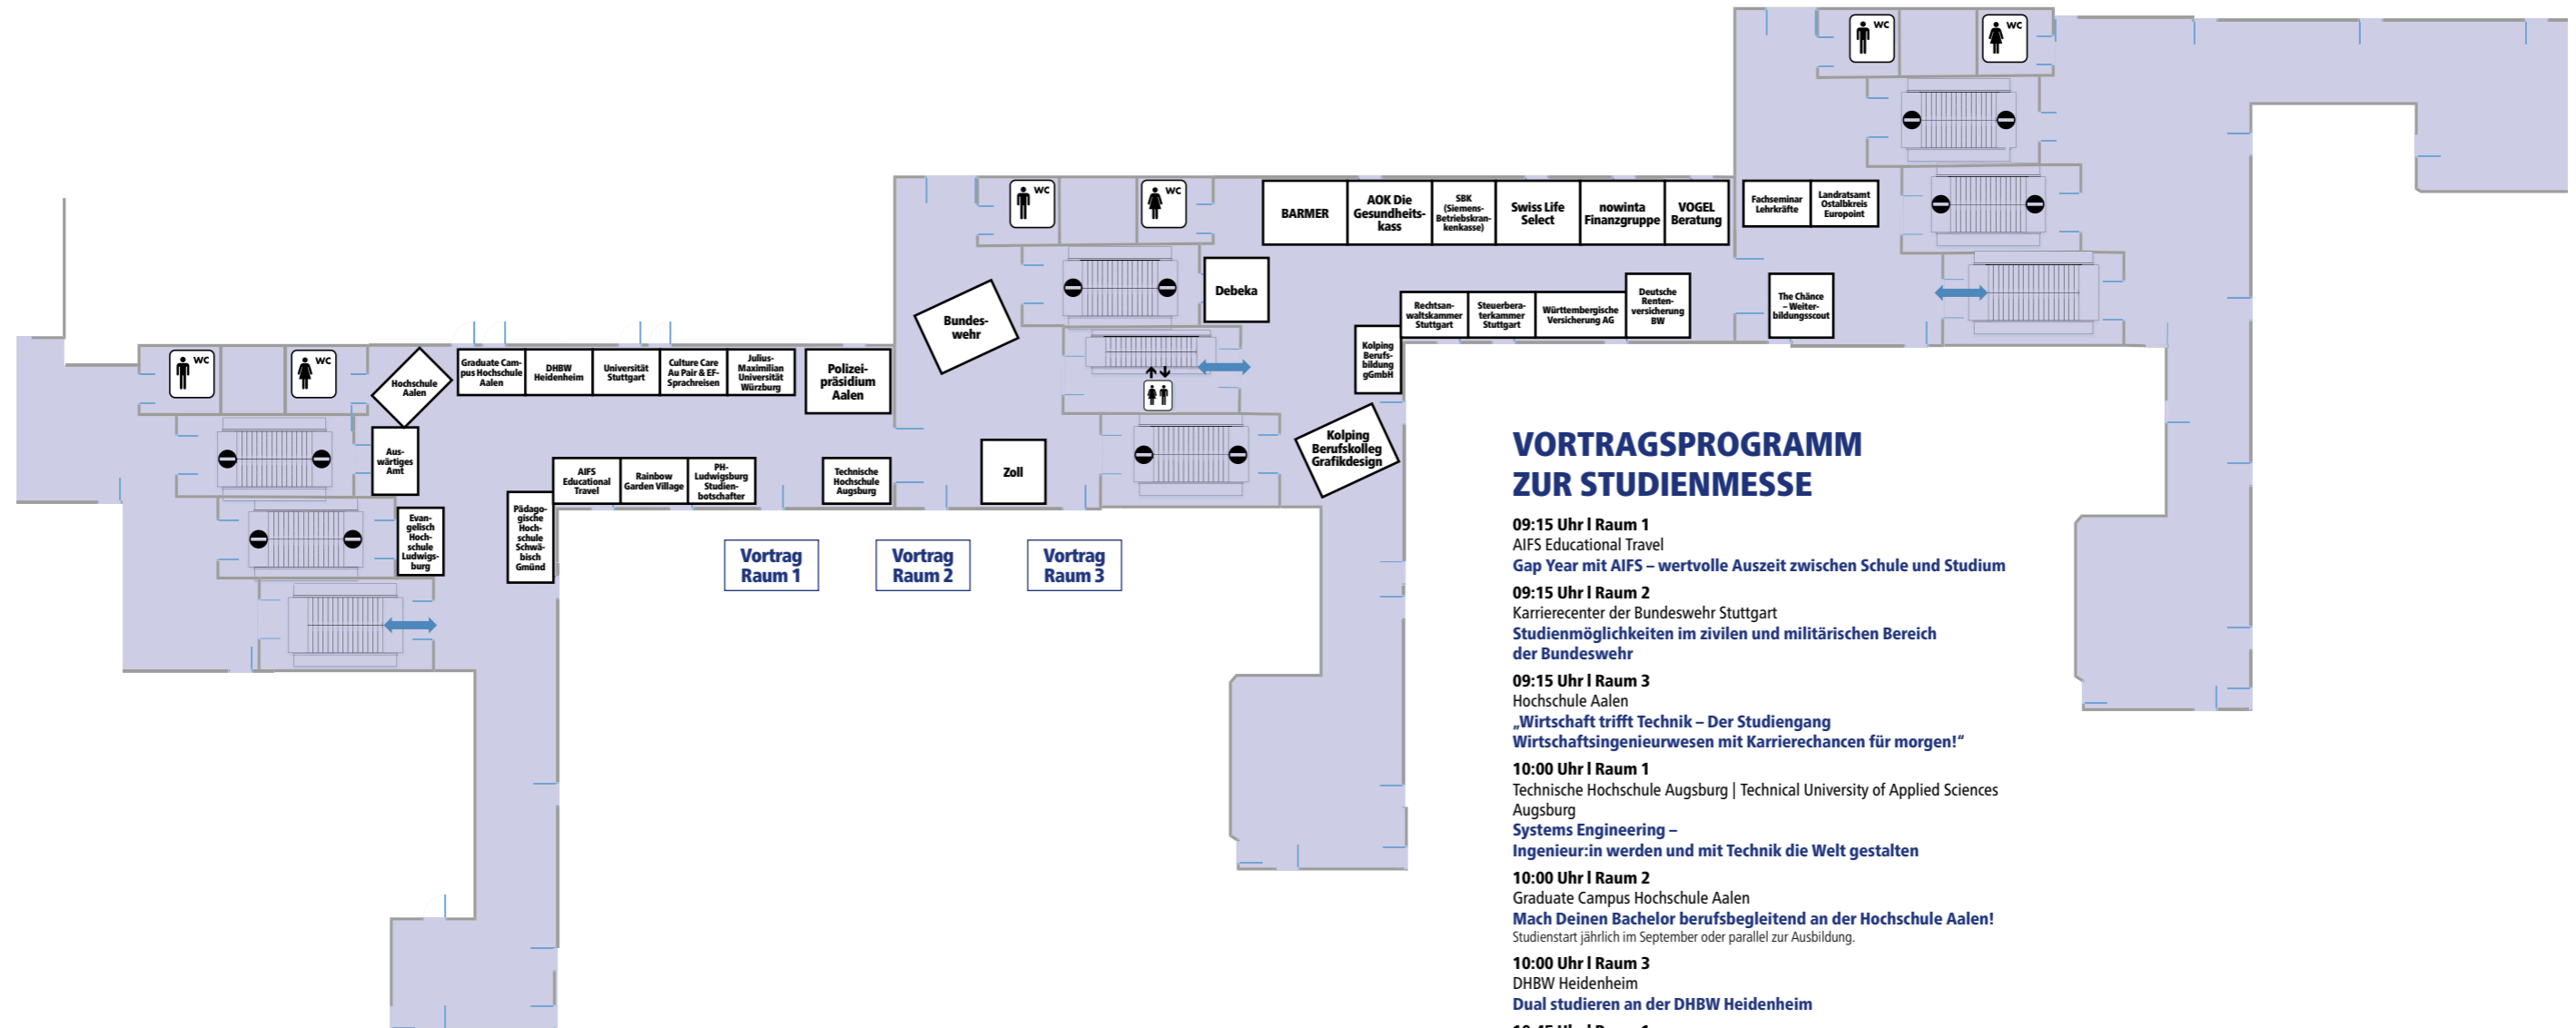 WC
WC
WC
WC
BARMER
AOK Die
Gesundheits-
kass
SBK
(Siemens-
Betriebskran-
kenkasse)
Swiss Life
Select
nowinta
Finanzgruppe
VOGEL
Beratung
Fachseminar
Lehrkräfte
Landratsamt
Ostalbkreis
Europoint
Debeka
Bundes-
wehr
Rechtsan-
waltskammer
Stuttgart
Steuerbera-
terkammer
Stuttgart
Württembergische
Versicherung AG
Deutsche
Renten-
versicherung
BW
The Chänce
– Weiter-
bildungsscout
Kolping
Berufs-
bildung
gGmbH
WC
WC
Hochschule
Aalen
Graduate Cam-
pus Hochschule
Aalen
DHBW
Heidenheim
Universität
Stuttgart
Culture Care
Au Pair & EF-
Sprachreisen
Julius-
Maximilian
Universität
Würzburg
Polizei-
präsidium
Aalen
Kolping
Berufskolleg
Grafikdesign
Aus-
wärtiges
Amt
AIFS
Educational
Travel
Rainbow
Garden Village
PH-
Ludwigsburg
Studien-
botschafter
Technische
Hochschule
Augsburg
Zoll
Evan-
gelisch
Hoch-
schule
Ludwigs-
burg
Pädago-
gische
Hoch-
schule
Schwä-
bisch
Gmünd
Vortrag
Raum 1
Vortrag
Raum 2
Vortrag
Raum 3
VORTRAGSPROGRAMM
ZUR STUDIENMESSE
09:15 Uhr l Raum 1
AIFS Educational Travel
Gap Year mit AIFS – wertvolle Auszeit zwischen Schule und Studium
09:15 Uhr l Raum 2
Karrierecenter der Bundeswehr Stuttgart
Studienmöglichkeiten im zivilen und militärischen Bereich
der Bundeswehr
09:15 Uhr l Raum 3
Hochschule Aalen
„Wirtschaft trifft Technik – Der Studiengang
Wirtschaftsingenieurwesen mit Karrierechancen für morgen!“
10:00 Uhr l Raum 1
Technische Hochschule Augsburg | Technical University of Applied Sciences
Augsburg
Systems Engineering –
Ingenieur:in werden und mit Technik die Welt gestalten
10:00 Uhr l Raum 2
Graduate Campus Hochschule Aalen
Mach Deinen Bachelor berufsbegleitend an der Hochschule Aalen!
Studienstart jährlich im September oder parallel zur Ausbildung.
10:00 Uhr l Raum 3
DHBW Heidenheim
Dual studieren an der DHBW Heidenheim